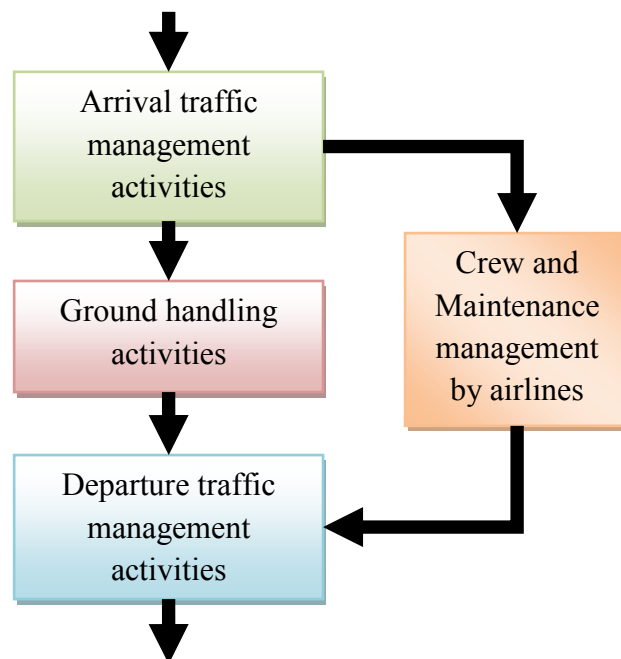 Arrival traffic
management
activities
Ground handling
activities
Crew and
Maintenance
management
by airlines
Departure traffic
management
activities